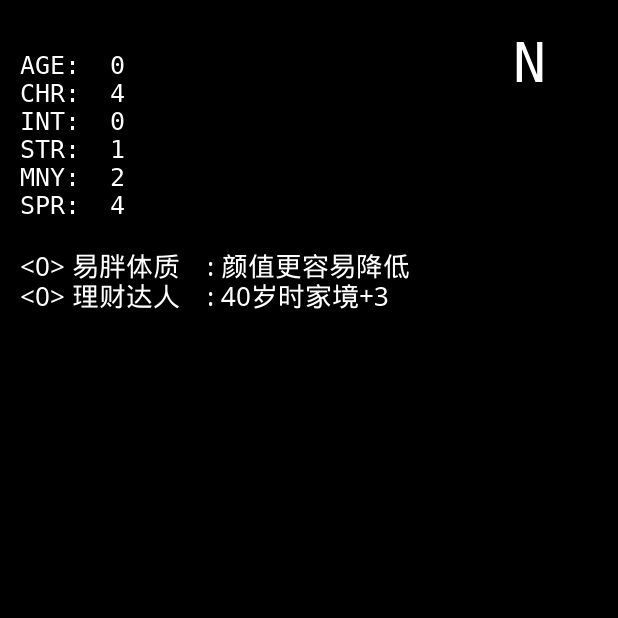 N
AGE: 0
CHR: 4
INT: 0
STR: 1
MNY: 2
SPR: 4
<0> 易胖体质 : 颜值更容易降低
<0> 理财达人 : 40岁时家境+3